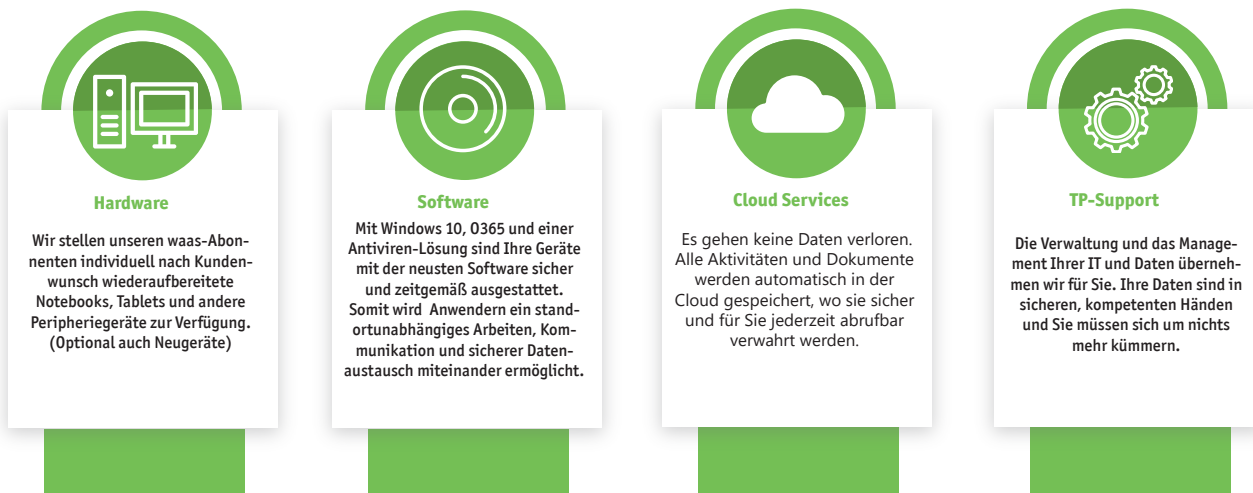 Hardware
Wir stellen unseren waas-Abon-
nenten individuell nach Kunden-
wunsch wiederaufbereitete
Notebooks, Tablets und andere
Peripheriegeräte zur Verfügung.
(Optional auch Neugeräte)
Software
Mit Windows 10, O365 und einer
Antiviren-Lösung sind Ihre Geräte
mit der neusten Software sicher
und zeitgemäß ausgestattet.
Somit wird Anwendern ein stand-
ortunabhängiges Arbeiten, Kom-
munikation und sicherer Daten-
austausch miteinander ermöglicht.
Cloud Services
Es gehen keine Daten verloren.
Alle Aktivitäten und Dokumente
werden automatisch in der
Cloud gespeichert, wo sie sicher
und für Sie jederzeit abrufbar
verwahrt werden.
TP-Support
Die Verwaltung und das Manage-
ment Ihrer IT und Daten überneh-
men wir für Sie. Ihre Daten sind in
sicheren, kompetenten Händen
und Sie müssen sich um nichts
mehr kümmern.